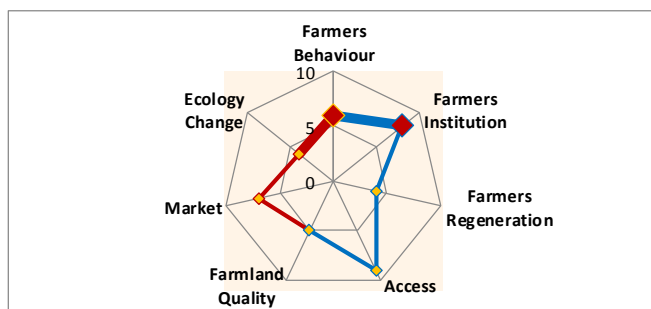 Farmers
Behaviour
10
Ecology
Change
Farmers
Institution
5
0
Market
Farmers
Regeneration
Farmland
Quality
Access